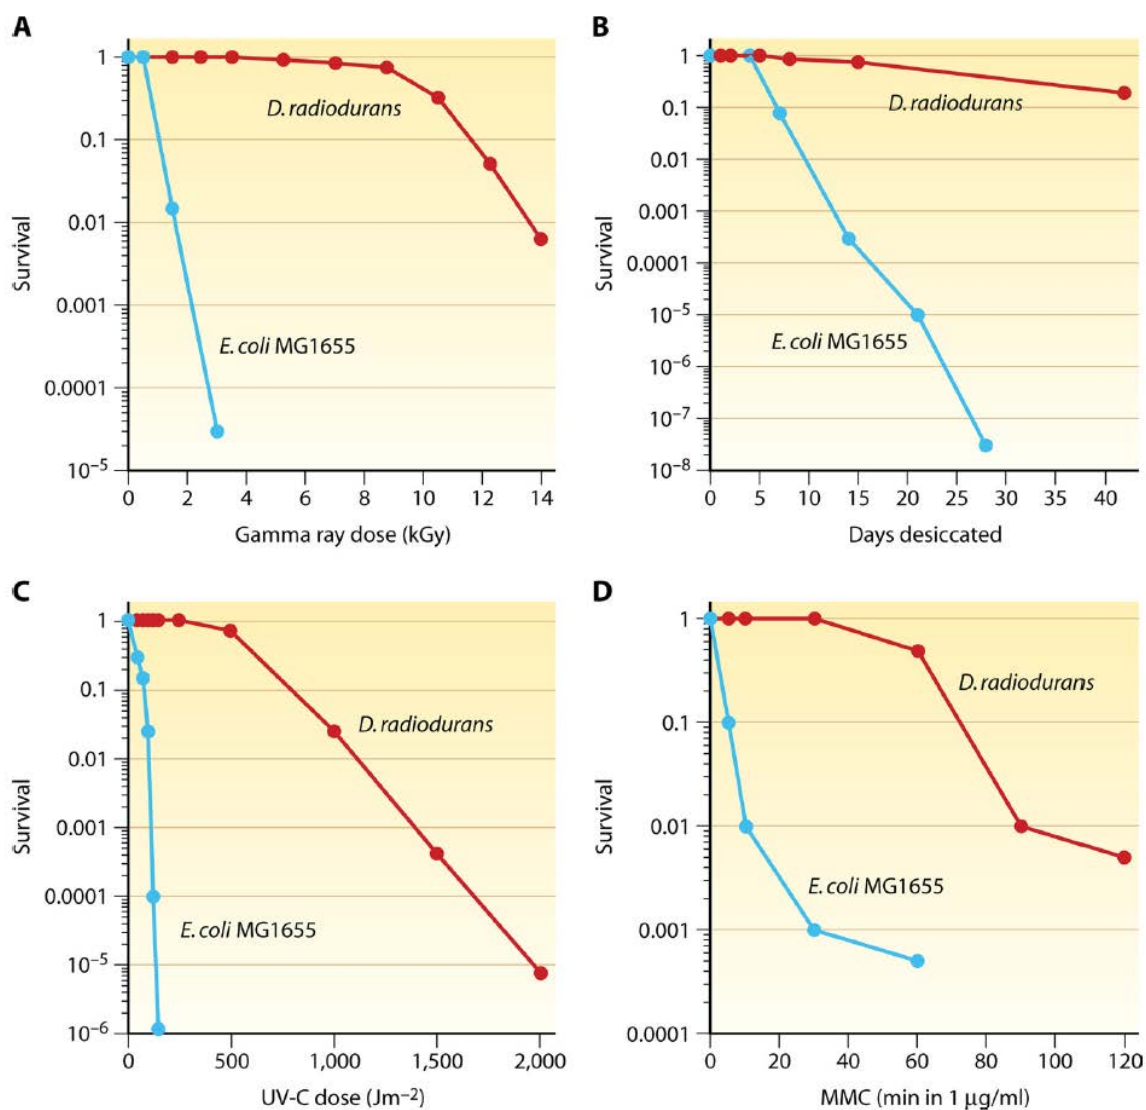 A
1
0.1
0.01
0.001
0.0001
10⁻⁵
Survival
D. radiodurans
E. coli MG1655
0 2 4 6 8 10 12 14
Gamma ray dose (kGy)
B
1
0.1
0.01
0.001
0.0001
10⁻⁵
10⁻⁶
10⁻⁷
10⁻⁸
Survival
D. radiodurans
E. coli MG1655
0 5 10 15 20 25 30 35 40
Days desiccated
C
1
0.1
0.01
0.001
0.0001
10⁻⁵
10⁻⁶
Survival
D. radiodurans
E. coli MG1655
0 500 1,000 1,500 2,000
UV-C dose (Jm⁻²)
D
1
0.1
0.01
0.001
0.0001
Survival
D. radiodurans
E. coli MG1655
0 20 40 60 80 100 120
MMC (min in 1 µg/ml)